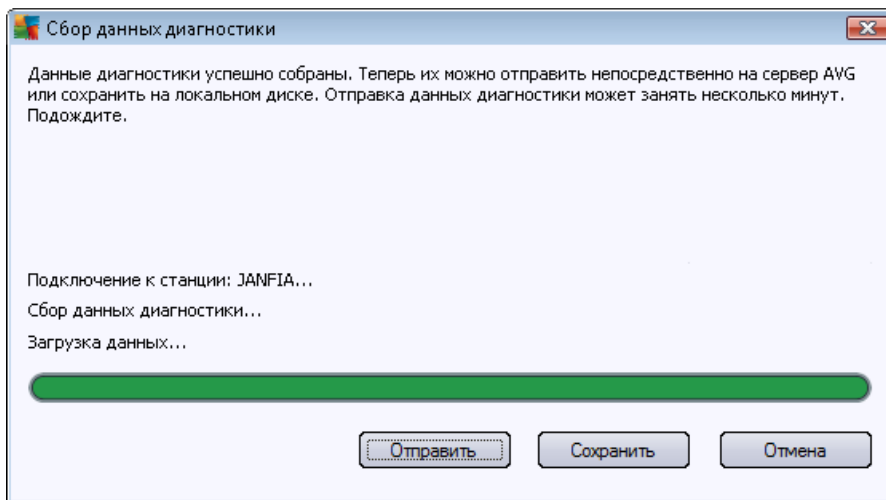 Сбор данных диагностики
Данные диагностики успешно собраны. Теперь их можно отправить непосредственно на сервер AVG
или сохранить на локальном диске. Отправка данных диагностики может занять несколько минут.
Подождите.
Подключение к станции: JANFIA...
Сбор данных диагностики...
Загрузка данных...
Отправить Сохранить Отмена